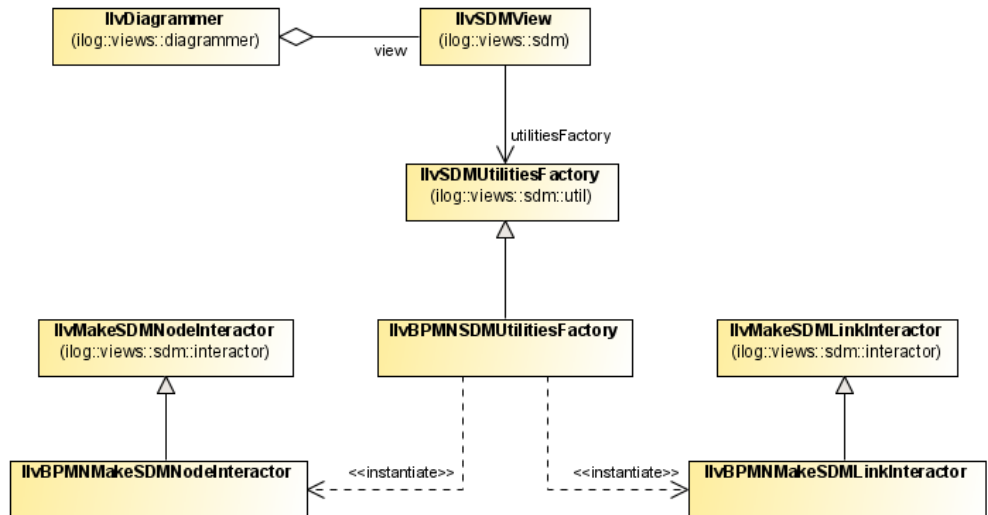 IlvDiagrammer
(ilog::views::diagrammer)
IlvSDMView
(ilog::views::sdm)
view
utilitiesFactory
IlvSDMUtilitiesFactory
(ilog::views::sdm::util)
IlvMakeSDMNodeInteractor
(ilog::views::sdm::interactor)
IlvBPMNSDMUtilitiesFactory
IlvMakeSDMLinkInteractor
(ilog::views::sdm::interactor)
IlvBPMNMakeSDMNodeInteractor
<<instantiate>>
<<instantiate>>
IlvBPMNMakeSDMLinkInteractor